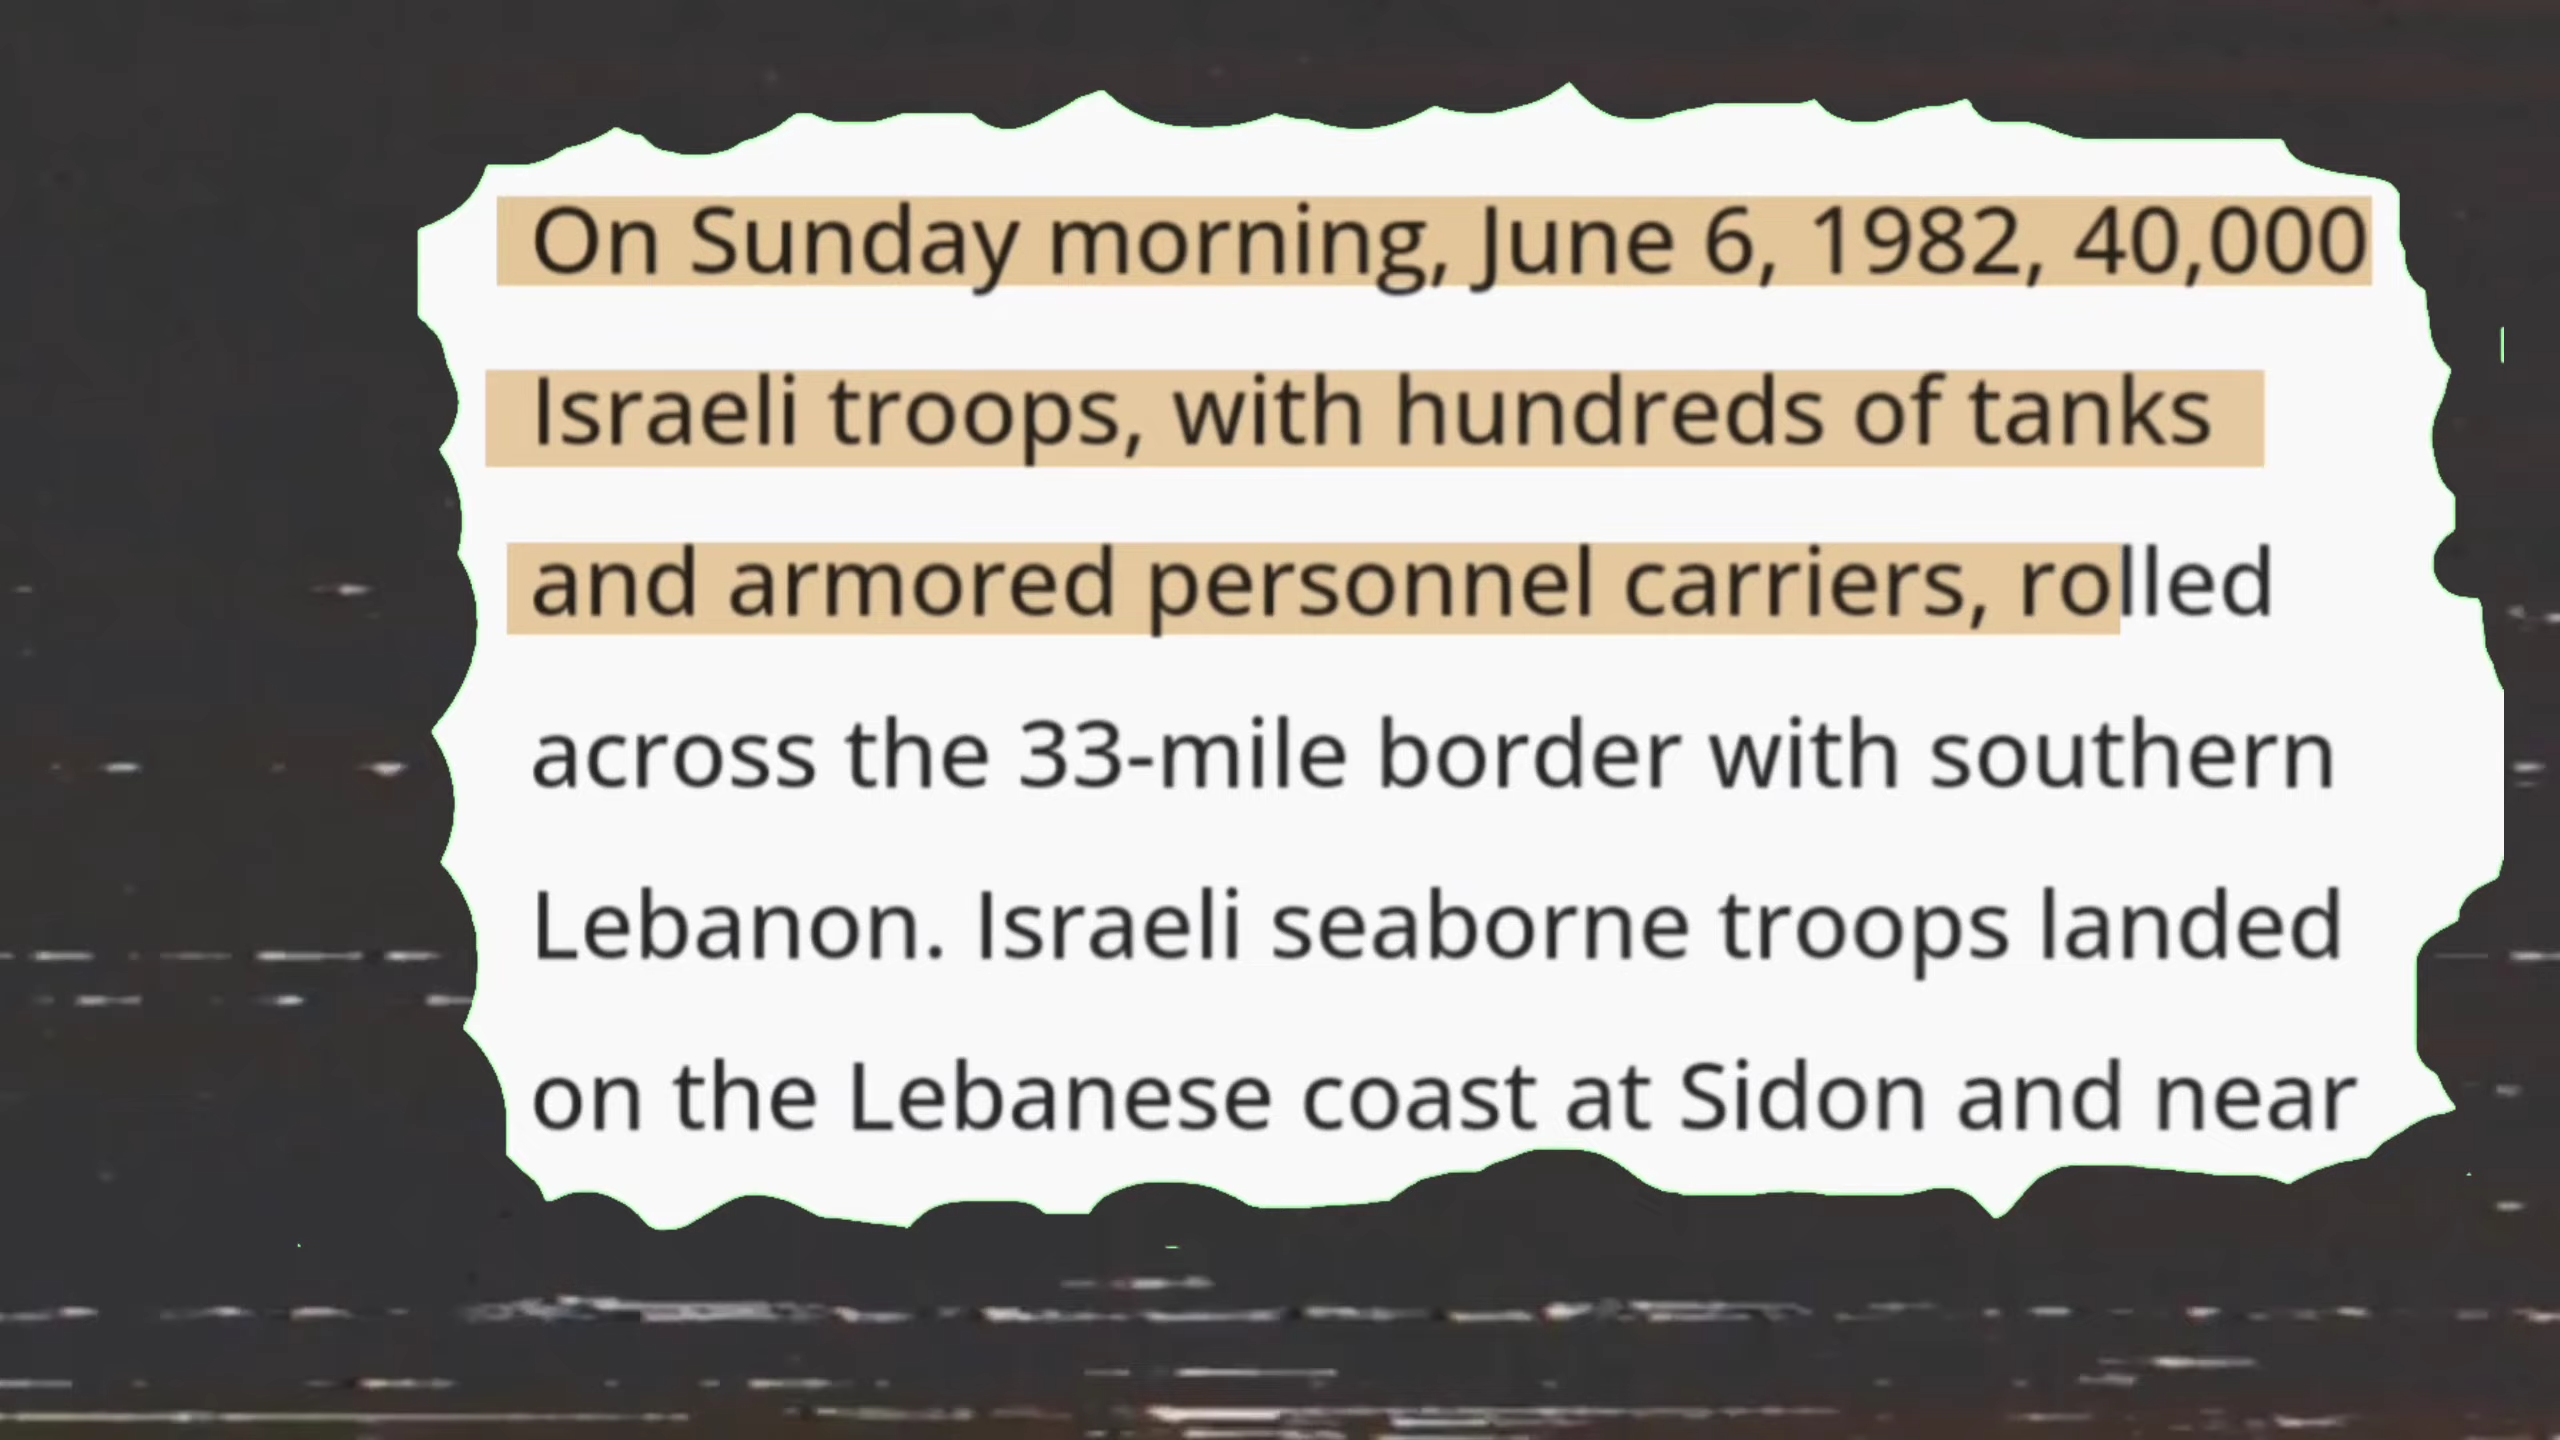 On Sunday morning, June 6, 1982, 40,000
Israeli troops, with hundreds of tanks
and armored personnel carriers, rolled
across the 33-mile border with southern
Lebanon. Israeli seaborne troops landed
on the Lebanese coast at Sidon and near